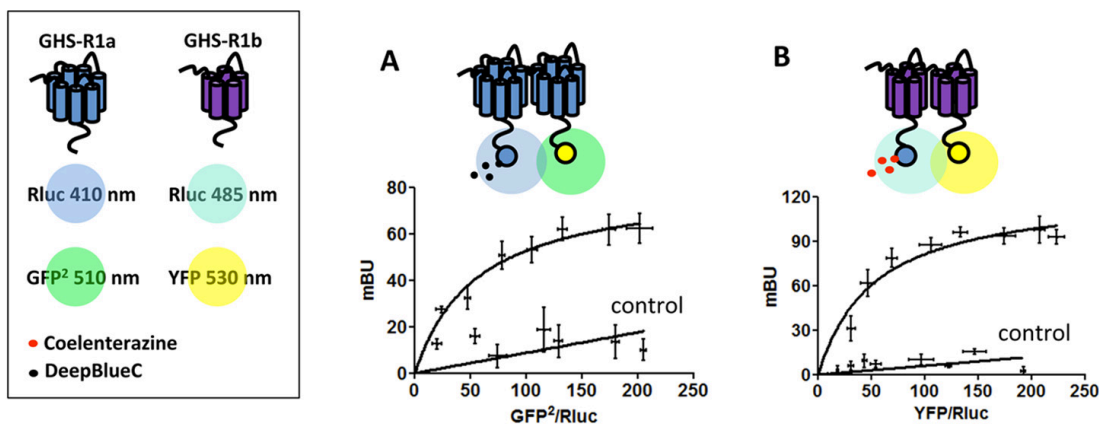 GHS-R1a GHS-R1b
Rluc 410 nm Rluc 485 nm
GFP² 510 nm YFP 530 nm
Coelenterazine
DeepBlueC
A
80
60
40
20
0
mBU
control
0 50 100 150 200 250
GFP²/Rluc
B
120
90
60
30
0
mBU
control
0 50 100 150 200 250
YFP/Rluc